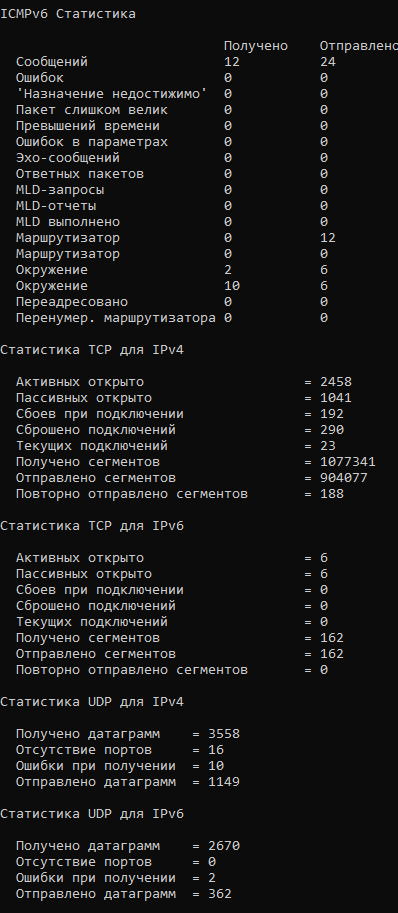 ICMPv6 Статистика
Получено Отправлено
Сообщений 12 24
Ошибок 0 0
'Назначение недостижимо' 0 0
Пакет слишком велик 0 0
Превышений времени 0 0
Ошибок в параметрах 0 0
Эхо-сообщений 0 0
Ответных пакетов 0 0
MLD-запросы 0 0
MLD-отчеты 0 0
MLD выполнено 0 0
Маршрутизатор 0 12
Маршрутизатор 0 0
Окружение 2 6
Окружение 10 6
Переадресовано 0 0
Перенумер. маршрутизатора 0 0
Статистика TCP для IPv4
Активных открыто = 2458
Пассивных открыто = 1041
Сбоев при подключении = 192
Сброшено подключений = 290
Текущих подключений = 23
Получено сегментов = 1077341
Отправлено сегментов = 904077
Повторно отправлено сегментов = 188
Статистика TCP для IPv6
Активных открыто = 6
Пассивных открыто = 6
Сбоев при подключении = 0
Сброшено подключений = 0
Текущих подключений = 0
Получено сегментов = 162
Отправлено сегментов = 162
Повторно отправлено сегментов = 0
Статистика UDP для IPv4
Получено датаграмм = 3558
Отсутствие портов = 16
Ошибки при получении = 10
Отправлено датаграмм = 1149
Статистика UDP для IPv6
Получено датаграмм = 2670
Отсутствие портов = 0
Ошибки при получении = 2
Отправлено датаграмм = 362